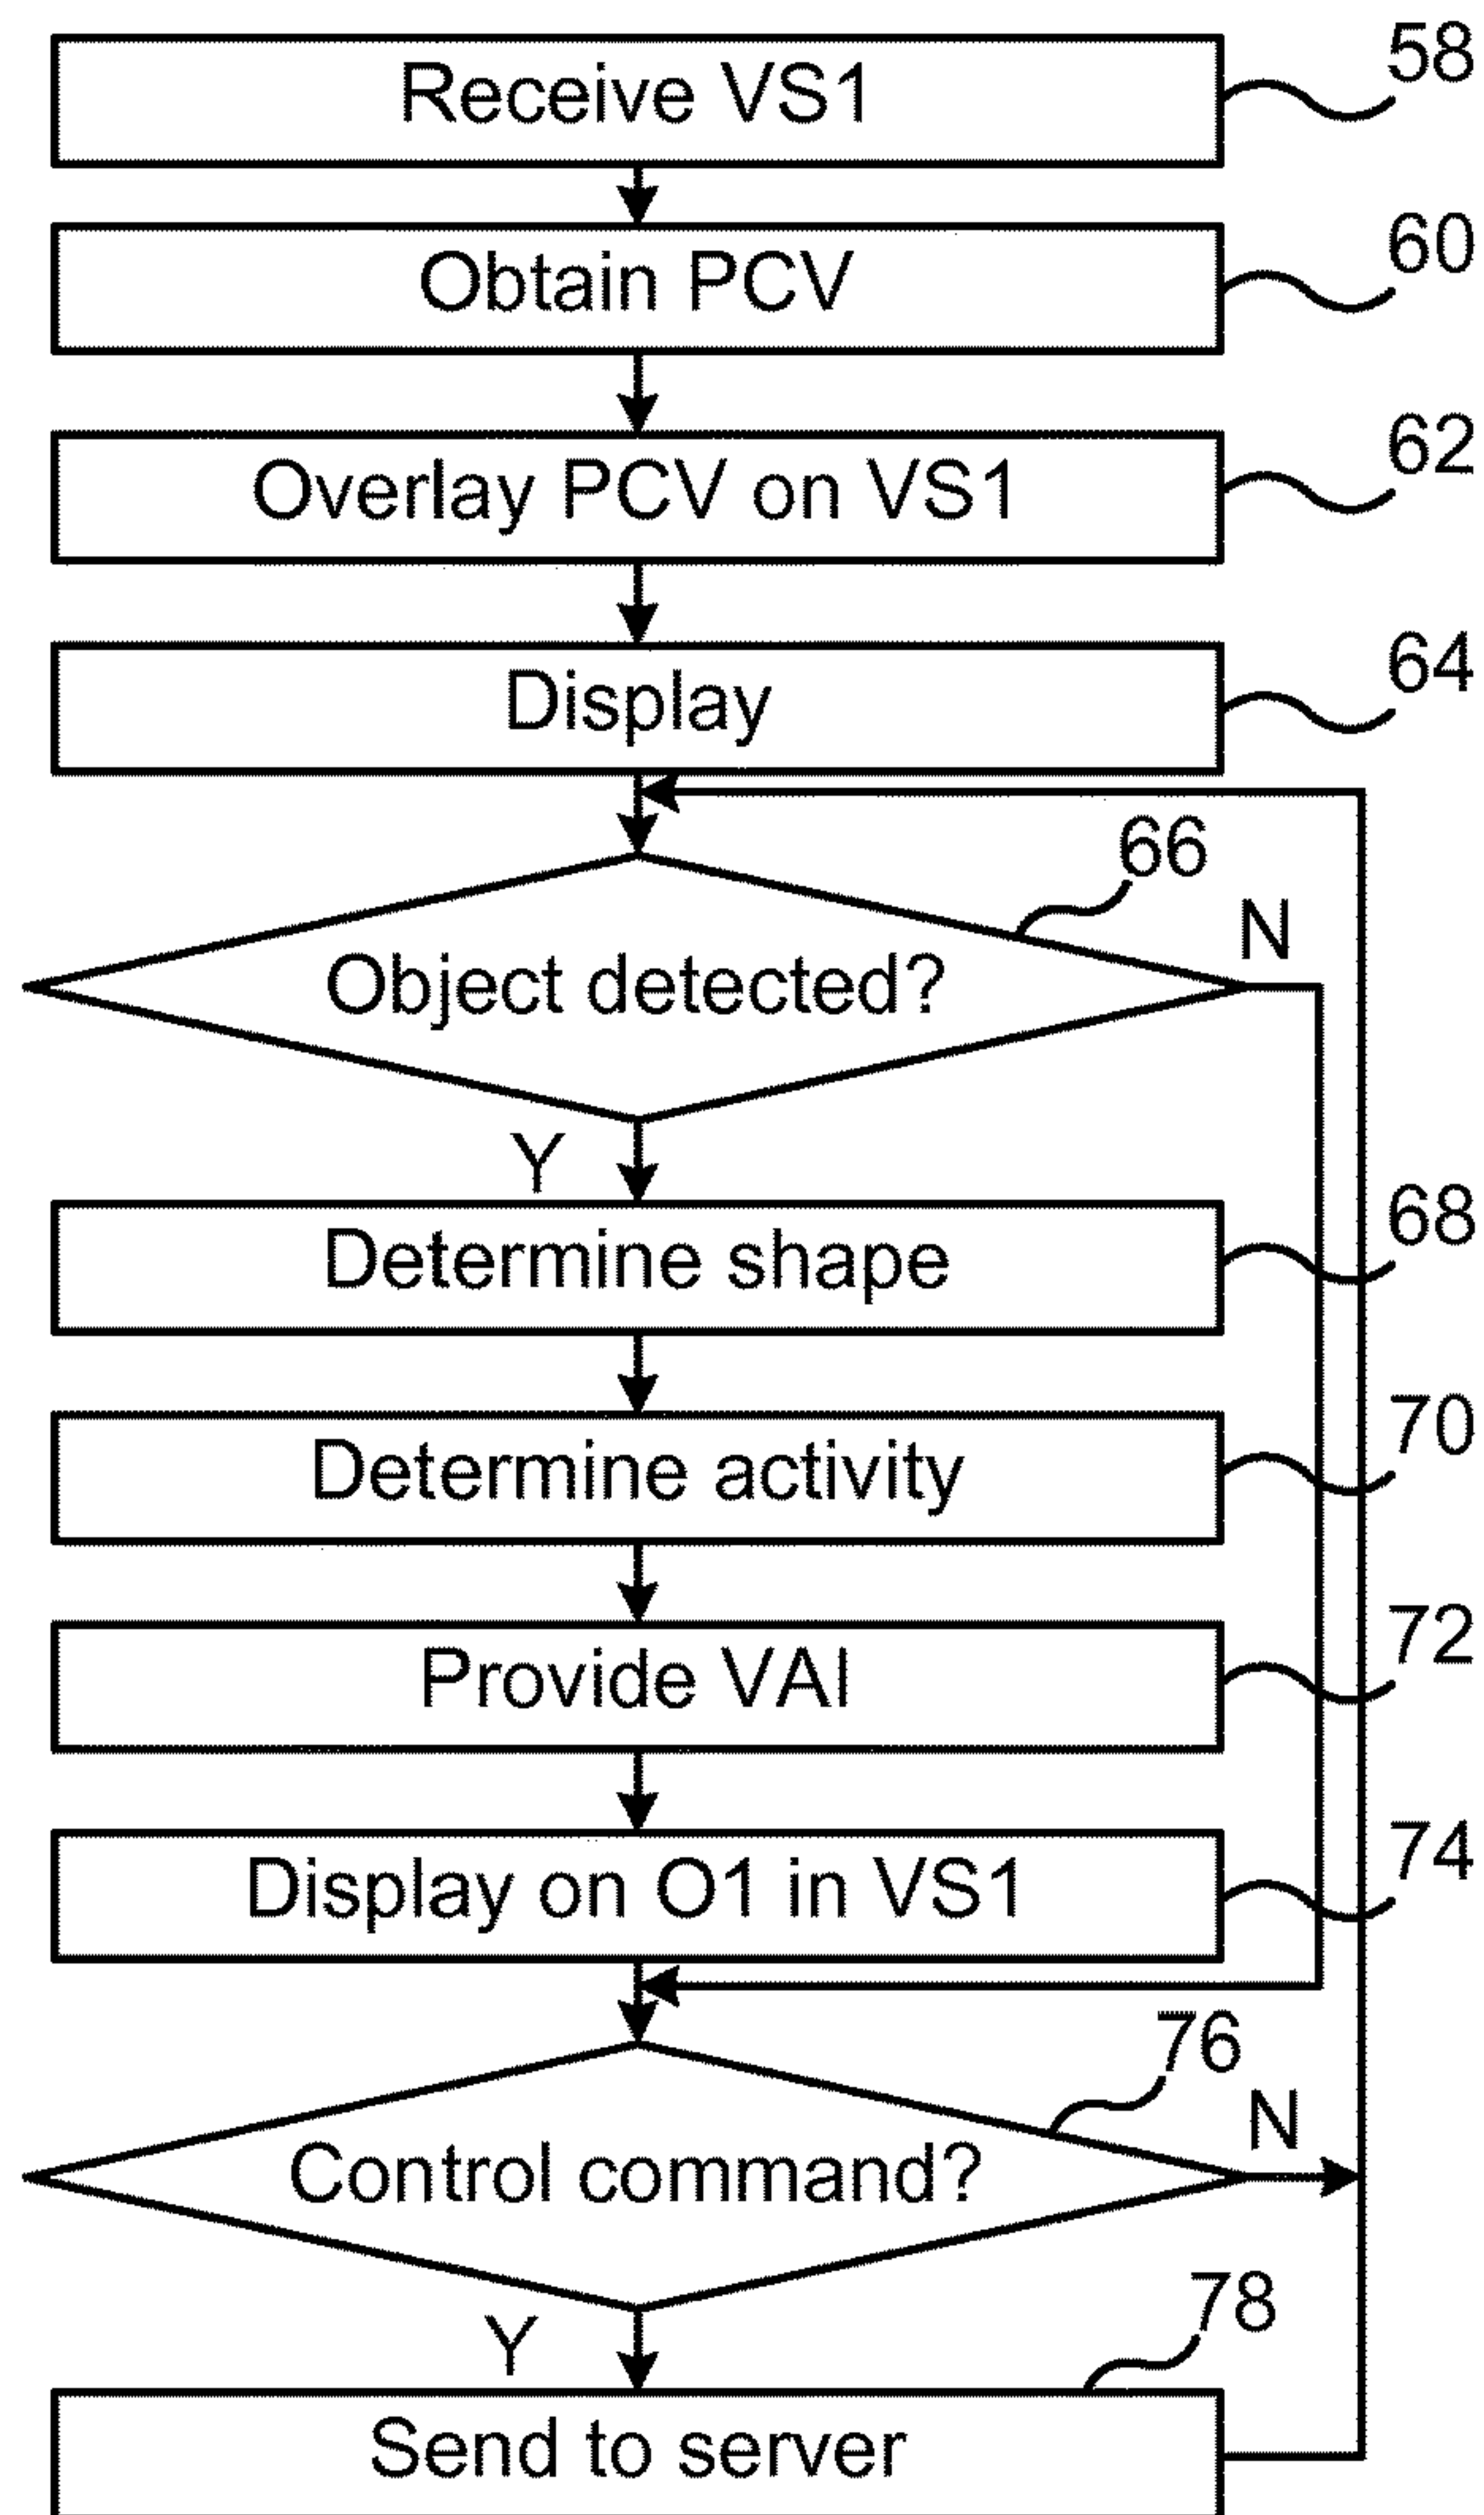 Receive VS1
58
Obtain PCV
60
Overlay PCV on VS1
62
Display
64
66
N
Object detected?
Y
Determine shape
68
Determine activity
70
Provide VAI
72
Display on O1 in VS1
74
76
N
Control command?
Y
78
Send to server